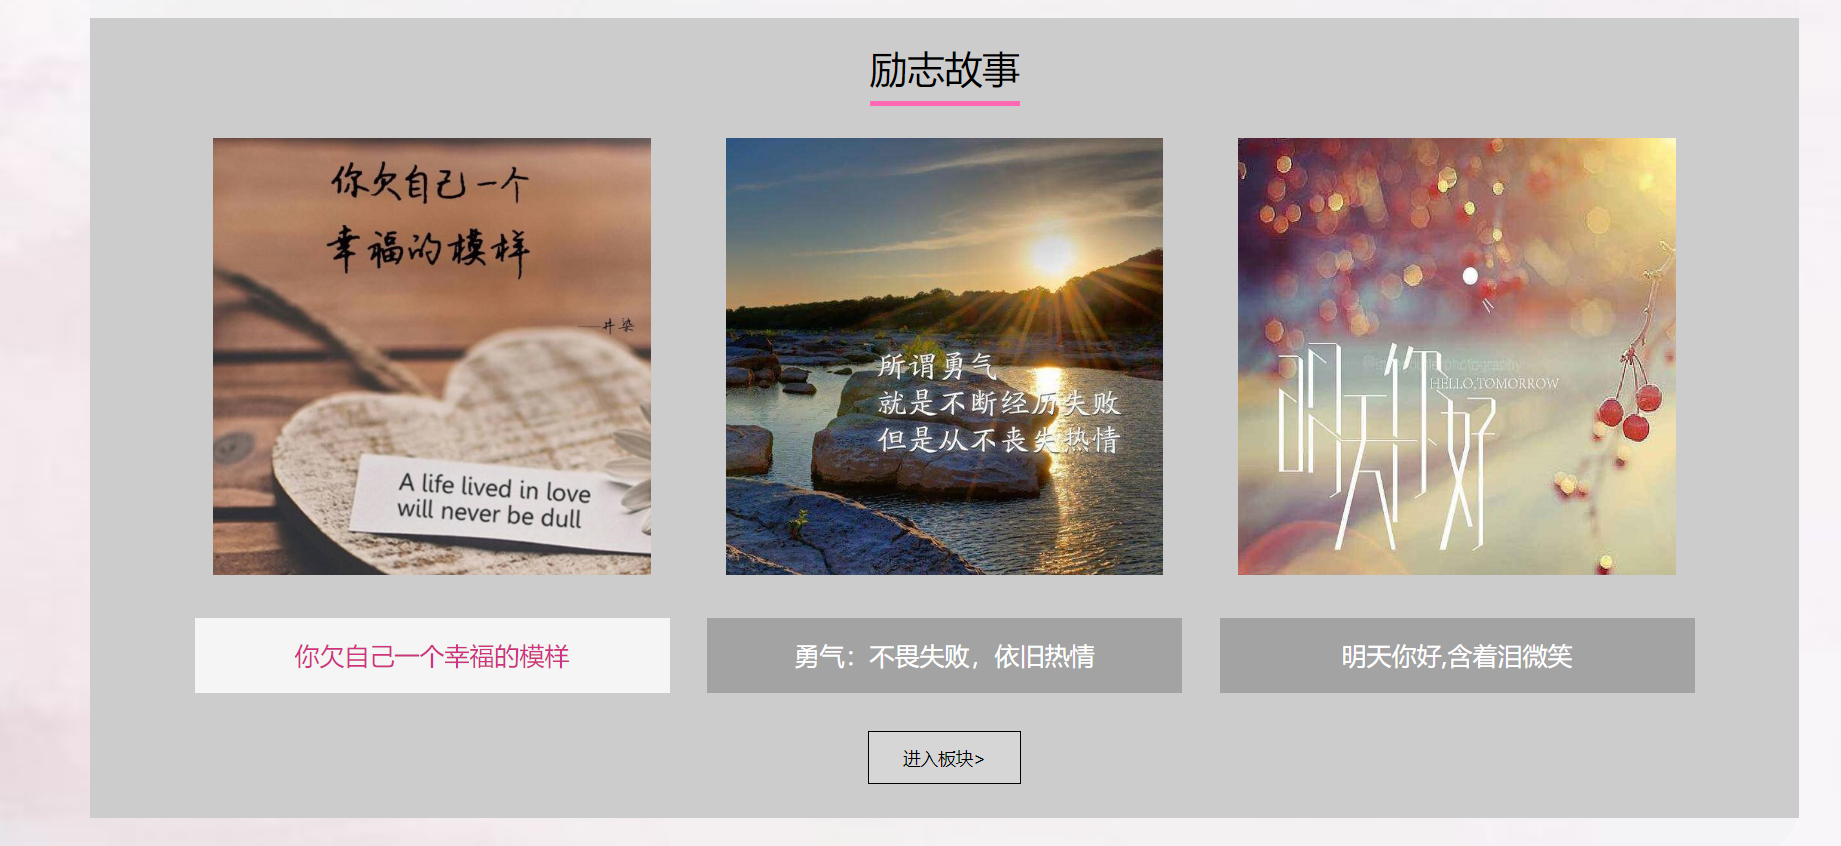 励志故事
你欠自己一个
幸福的模样
——井染
A life lived in love
will never be dull
所谓勇气
就是不断经历失败
但是从不丧失热情
明天你好
HELLO,TOMORROW
你欠自己一个幸福的模样
勇气：不畏失败，依旧热情
明天你好,含着泪微笑
进入板块>